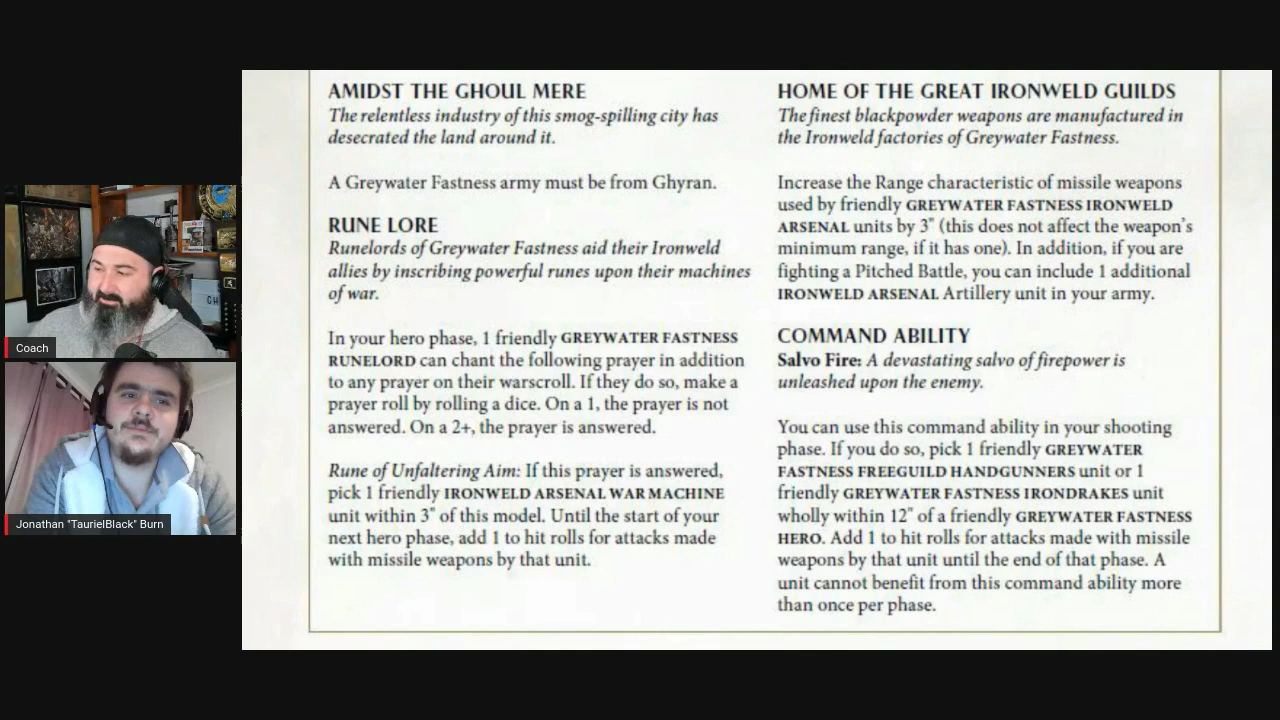 AMIDST THE GHOUL MERE
The relentless industry of this smog-spilling city has
desecrated the land around it.
A Greywater Fastness army must be from Ghyran.
RUNE LORE
Runelords of Greywater Fastness aid their Ironweld
allies by inscribing powerful runes upon their machines
of war.
In your hero phase, 1 friendly GREYWATER FASTNESS
RUNELORD can chant the following prayer in addition
to any prayer on their warscroll. If they do so, make a
prayer roll by rolling a dice. On a 1, the prayer is not
answered. On a 2+, the prayer is answered.
Rune of Unfaltering Aim: If this prayer is answered,
pick 1 friendly IRONWELD ARSENAL WAR MACHINE
unit within 3" of this model. Until the start of your
next hero phase, add 1 to hit rolls for attacks made
with missile weapons by that unit.
HOME OF THE GREAT IRONWELD GUILDS
The finest blackpowder weapons are manufactured in
the Ironweld factories of Greywater Fastness.
Increase the Range characteristic of missile weapons
used by friendly GREYWATER FASTNESS IRONWELD
ARSENAL units by 3" (this does not affect the weapon's
minimum range, if it has one). In addition, if you are
fighting a Pitched Battle, you can include 1 additional
IRONWELD ARSENAL Artillery unit in your army.
COMMAND ABILITY
Salvo Fire: A devastating salvo of firepower is
unleashed upon the enemy.
You can use this command ability in your shooting
phase. If you do so, pick 1 friendly GREYWATER
FASTNESS FREEGUILD HANDGUNNERS unit or 1
friendly GREYWATER FASTNESS IRONDRAKES unit
wholly within 12" of a friendly GREYWATER FASTNESS
HERO. Add 1 to hit rolls for attacks made with missile
weapons by that unit until the end of that phase. A
unit cannot benefit from this command ability more
than once per phase.
Coach
Jonathan "TaurielBlack" Burn